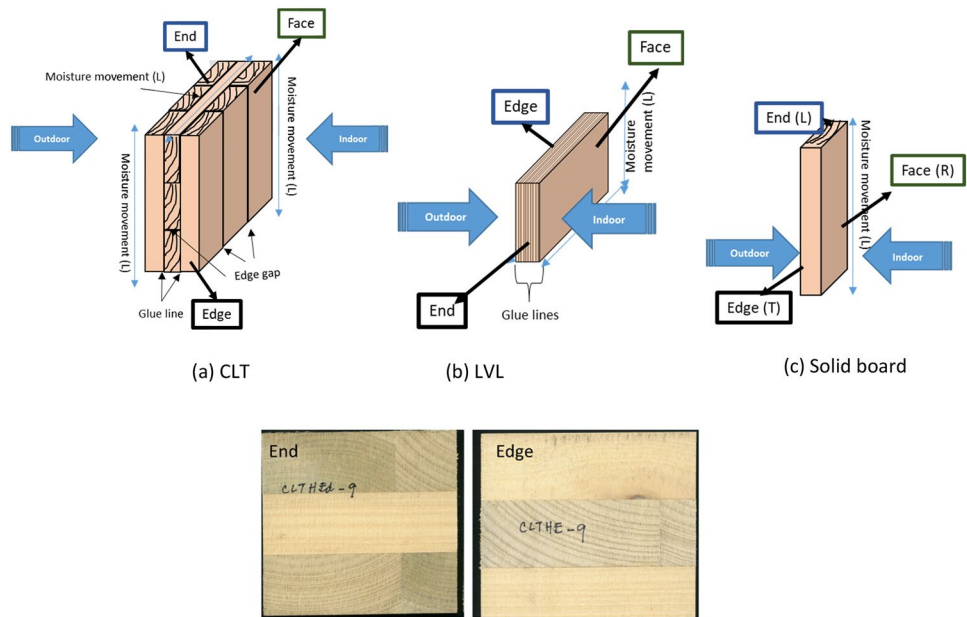 End
Face
Moisture movement (L)
Moisture movement (L)
Outdoor
Indoor
Moisture movement (L)
Edge gap
Glue line
Edge
(a) CLT
Face
Edge
Moisture
movement (L)
Outdoor
Indoor
End
Glue lines
(b) LVL
End (L)
Moisture movement (L)
Face (R)
Outdoor
Indoor
Edge (T)
(c) Solid board
End
CLTHEd-9
Edge
CLTHE-9